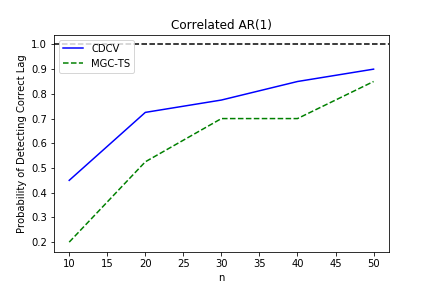 Correlated AR(1)
Probability of Detecting Correct Lag
1.0
0.9
0.8
0.7
0.6
0.5
0.4
0.3
0.2
CDCV
MGC-TS
10 15 20 25 30 35 40 45 50
n